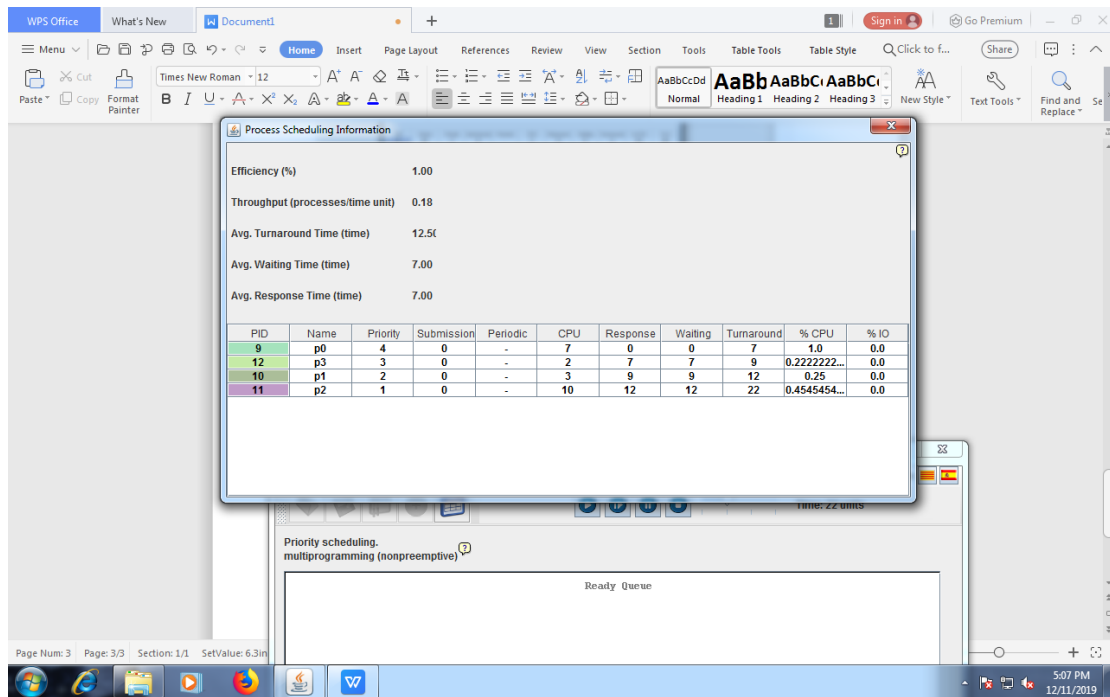 WPS Office What's New Document1 + 1 Sign in Go Premium
Menu Home Insert Page Layout References Review View Section Tools Table Tools Table Style Click to f... Share
Paste Cut Copy Format Painter Times New Roman 12 AaBbCcDd Normal AaBb Heading 1 AaBbC Heading 2 AaBbC Heading 3 New Style Text Tools Find and Replace Se
Process Scheduling Information
Efficiency (%) 1.00
Throughput (processes/time unit) 0.18
Avg. Turnaround Time (time) 12.50
Avg. Waiting Time (time) 7.00
Avg. Response Time (time) 7.00
PID Name Priority Submission Periodic CPU Response Waiting Turnaround % CPU % IO
9 p0 4 0 - 7 0 0 7 1.0 0.0
12 p3 3 0 - 2 7 7 9 0.2222222... 0.0
10 p1 2 0 - 3 9 9 12 0.25 0.0
11 p2 1 0 - 10 12 12 22 0.4545454... 0.0
Time: 22 units
Priority scheduling.
multiprogramming (nonpreemptive)
Ready Queue
Page Num: 3 Page: 3/3 Section: 1/1 SetValue: 6.3in
5:07 PM
12/11/2019